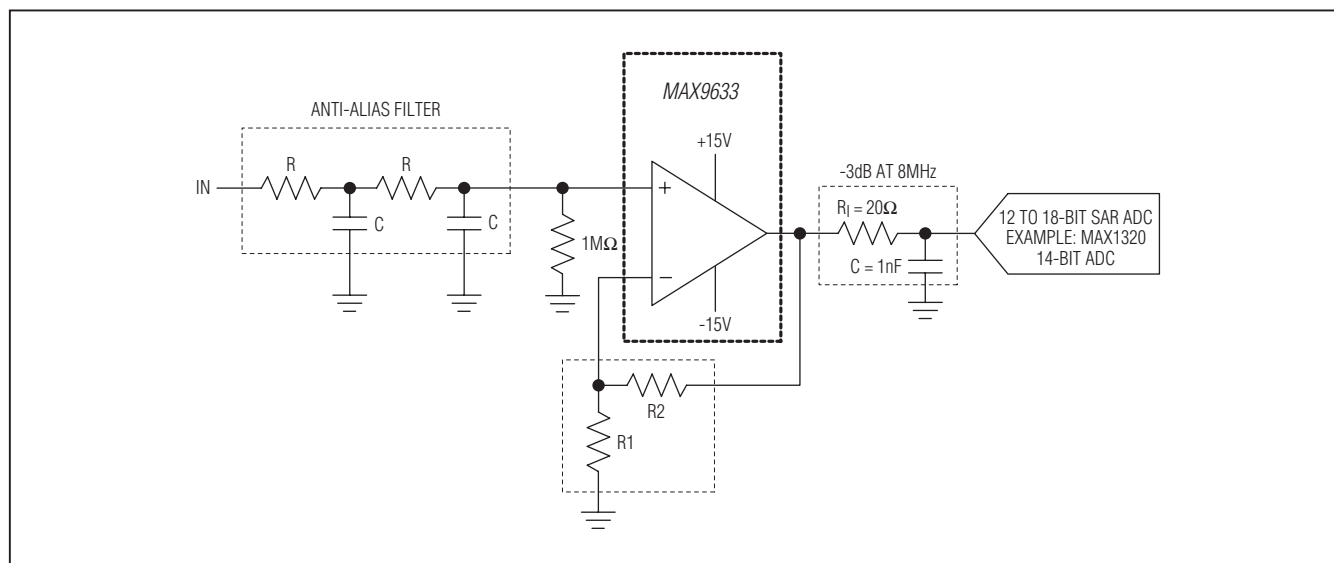 MAX9633
ANTI-ALIAS FILTER
+15V
-3dB AT 8MHz
IN
R
R
RI = 20Ω
C
C
+
1MΩ
−
C = 1nF
12 TO 18-BIT SAR ADC
EXAMPLE: MAX1320
14-BIT ADC
-15V
R2
R1